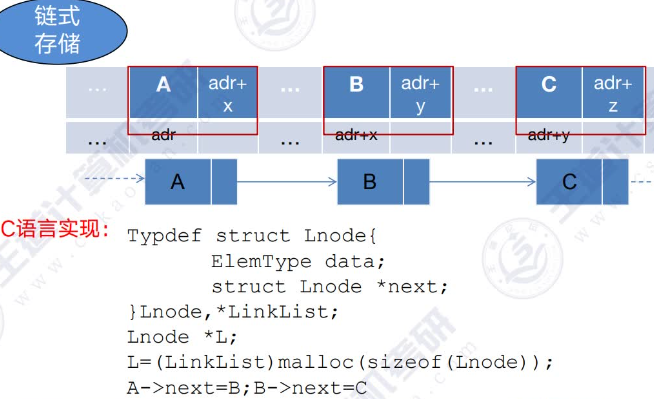 链式
存储
… A adr+ x … B adr+ y … C adr+ z
… adr … adr+x … adr+y
A B C
C语言实现：
Typdef struct Lnode{
ElemType data;
struct Lnode *next;
}Lnode,*LinkList;
Lnode *L;
L=(LinkList)malloc(sizeof(Lnode));
A->next=B;B->next=C